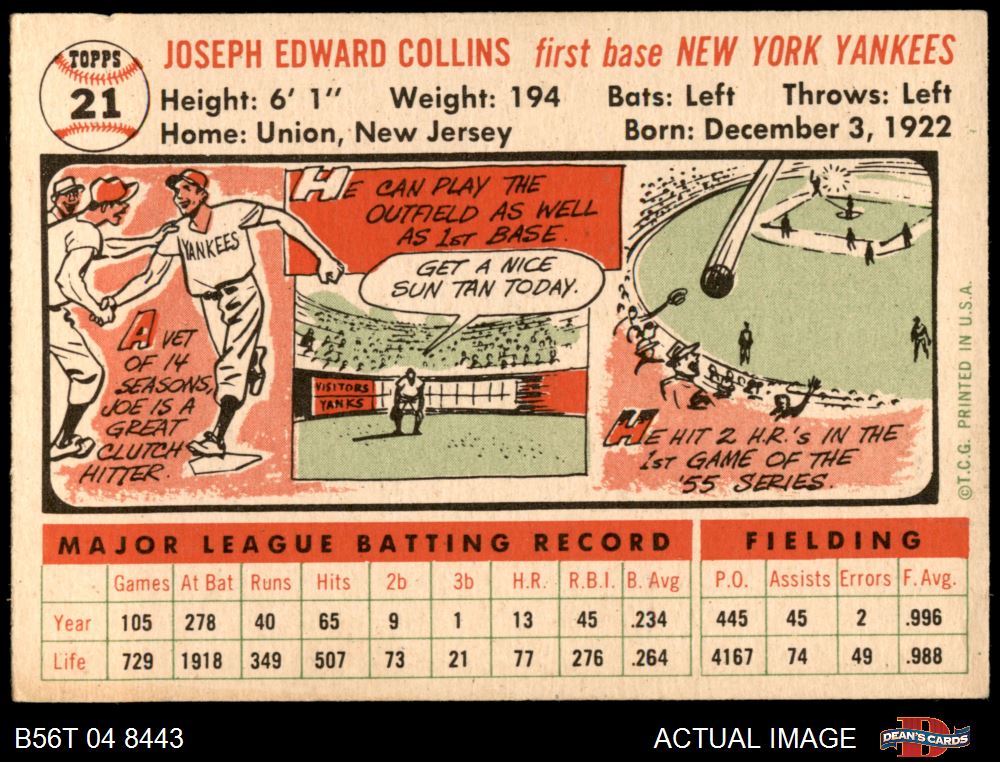 TOPPS
21
JOSEPH EDWARD COLLINS first base NEW YORK YANKEES
Height: 6' 1" Weight: 194 Bats: Left Throws: Left
Home: Union, New Jersey Born: December 3, 1922
YANKEES
A VET
OF 14
SEASONS,
JOE IS A
GREAT
CLUTCH
HITTER.
HE CAN PLAY THE
OUTFIELD AS WELL
AS 1ST BASE.
GET A NICE
SUN TAN TODAY.
VISITORS
YANKS
HE HIT 2 H.R.'s IN THE
1ST GAME OF THE
'55 SERIES.
©T.C.G. PRINTED IN U.S.A.
MAJOR LEAGUE BATTING RECORD FIELDING
Games At Bat Runs Hits 2b 3b H.R. R.B.I. B. Avg P.O. Assists Errors F. Avg.
Year 105 278 40 65 9 1 13 45 .234 445 45 2 .996
Life 729 1918 349 507 73 21 77 276 .264 4167 74 49 .988
B56T 04 8443 ACTUAL IMAGE
DEAN'S CARDS